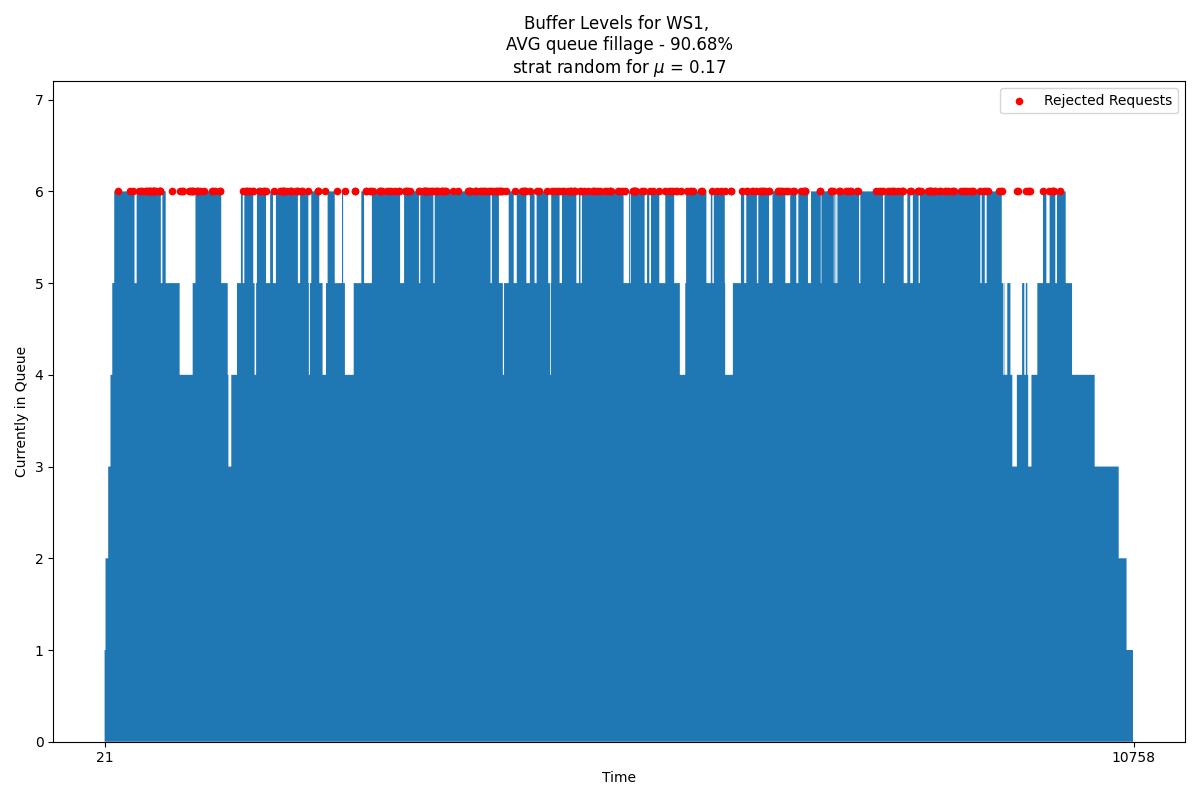 Buffer Levels for WS1,
AVG queue fillage - 90.68%
strat random for μ = 0.17
Rejected Requests
7
6
5
4
3
2
1
0
Currently in Queue
21
10758
Time